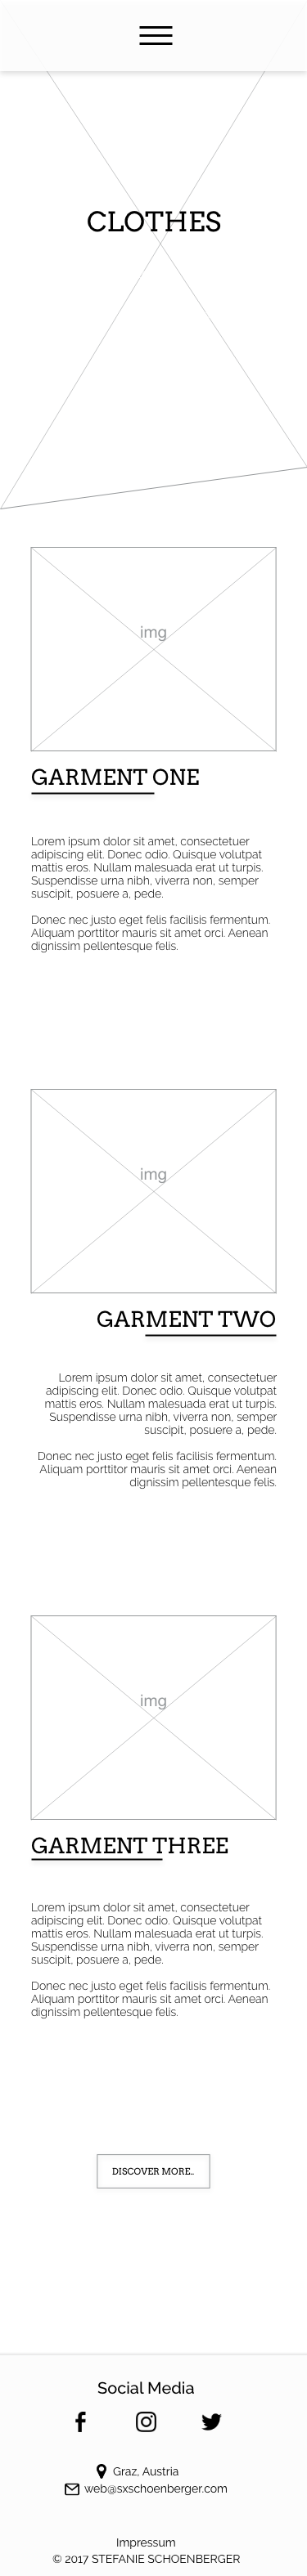 CLOTHES
img
GARMENT ONE
Lorem ipsum dolor sit amet, consectetuer
adipiscing elit. Donec odio. Quisque volutpat
mattis eros. Nullam malesuada erat ut turpis.
Suspendisse urna nibh, viverra non, semper
suscipit, posuere a, pede.
Donec nec justo eget felis facilisis fermentum.
Aliquam porttitor mauris sit amet orci. Aenean
dignissim pellentesque felis.
img
GARMENT TWO
Lorem ipsum dolor sit amet, consectetuer
adipiscing elit. Donec odio. Quisque volutpat
mattis eros. Nullam malesuada erat ut turpis.
Suspendisse urna nibh, viverra non, semper
suscipit, posuere a, pede.
Donec nec justo eget felis facilisis fermentum.
Aliquam porttitor mauris sit amet orci. Aenean
dignissim pellentesque felis.
img
GARMENT THREE
Lorem ipsum dolor sit amet, consectetuer
adipiscing elit. Donec odio. Quisque volutpat
mattis eros. Nullam malesuada erat ut turpis.
Suspendisse urna nibh, viverra non, semper
suscipit, posuere a, pede.
Donec nec justo eget felis facilisis fermentum.
Aliquam porttitor mauris sit amet orci. Aenean
dignissim pellentesque felis.
DISCOVER MORE..
Social Media
Graz, Austria
web@sxschoenberger.com
Impressum
© 2017 STEFANIE SCHOENBERGER